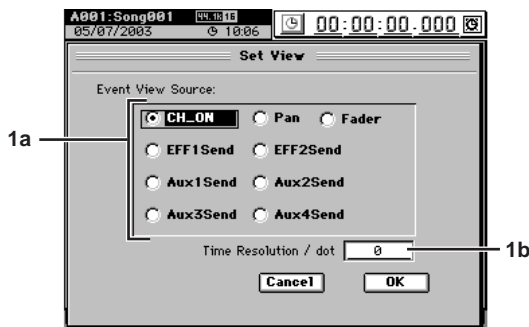 A001:Song001 44.1k 16
05/07/2003 10:06 00:00:00.000
Set View
Event View Source:
1a
CH_ON Pan Fader
EFF1Send EFF2Send
Aux1Send Aux2Send
Aux3Send Aux4Send
Time Resolution / dot 0
1b
Cancel OK